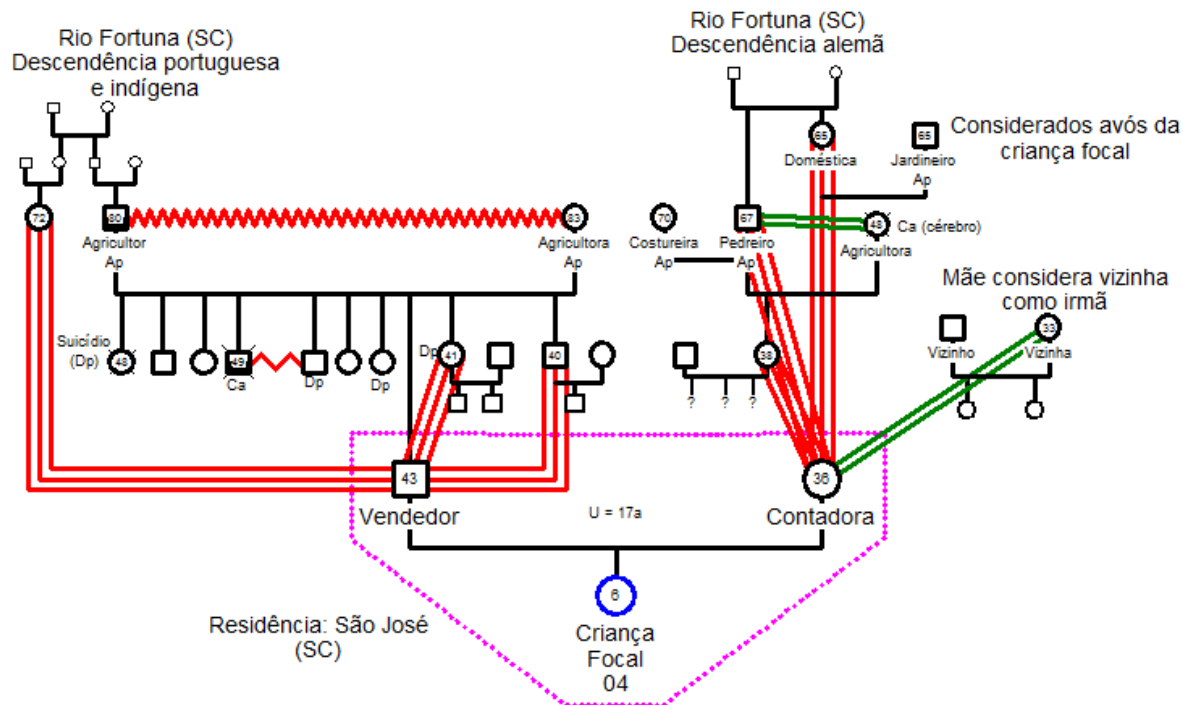 Rio Fortuna (SC)
Descendência portuguesa
e indígena
Rio Fortuna (SC)
Descendência alemã
65
Doméstica
65
Jardineiro
Ap
Considerados avós da
criança focal
72
80
Agricultor
Ap
83
Agricultora
Ap
70
Costureira
Ap
67
Pedreiro
Ap
48
Agricultora
Ca (cérebro)
Mãe considera vizinha
como irmã
Suicídio
(Dp)
48
49
Ca
Dp
Dp
Dp
41
40
38
? ? ?
Vizinho
33
Vizinha
43
Vendedor
U = 17a
36
Contadora
6
Criança
Focal
04
Residência: São José
(SC)